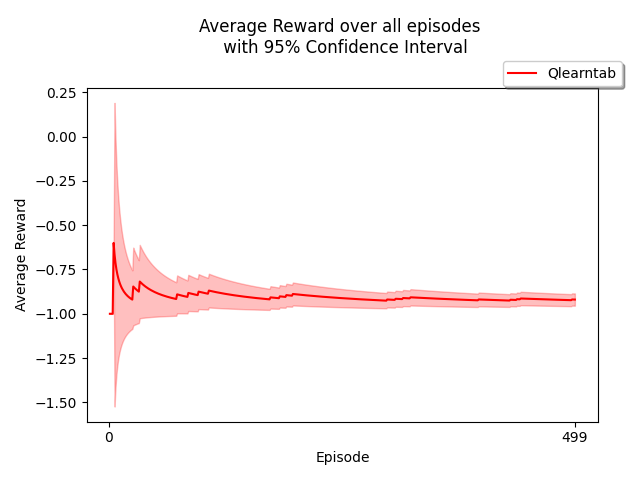 Average Reward over all episodes
with 95% Confidence Interval
Qlearntab
0.25
0.00
−0.25
−0.50
−0.75
−1.00
−1.25
−1.50
Average Reward
0
499
Episode